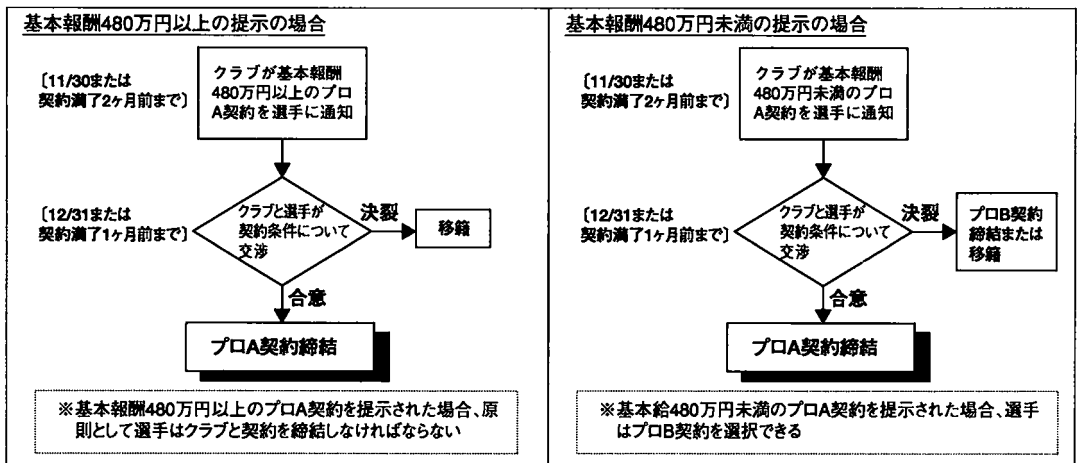 基本報酬480万円以上の提示の場合
〔11/30または
契約満了2ヶ月前まで〕
クラブが基本報酬
480万円以上のプロ
A契約を選手に通知
〔12/31または
契約満了1ヶ月前まで〕
クラブと選手が
契約条件について
交渉
決裂
移籍
合意
プロA契約締結
※基本報酬480万円以上のプロA契約を提示された場合、原
則として選手はクラブと契約を締結しなければならない
基本報酬480万円未満の提示の場合
〔11/30または
契約満了2ヶ月前まで〕
クラブが基本報酬
480万円未満のプロ
A契約を選手に通知
〔12/31または
契約満了1ヶ月前まで〕
クラブと選手が
契約条件について
交渉
決裂
プロB契約
締結または
移籍
合意
プロA契約締結
※基本給480万円未満のプロA契約を提示された場合、選手
はプロB契約を選択できる